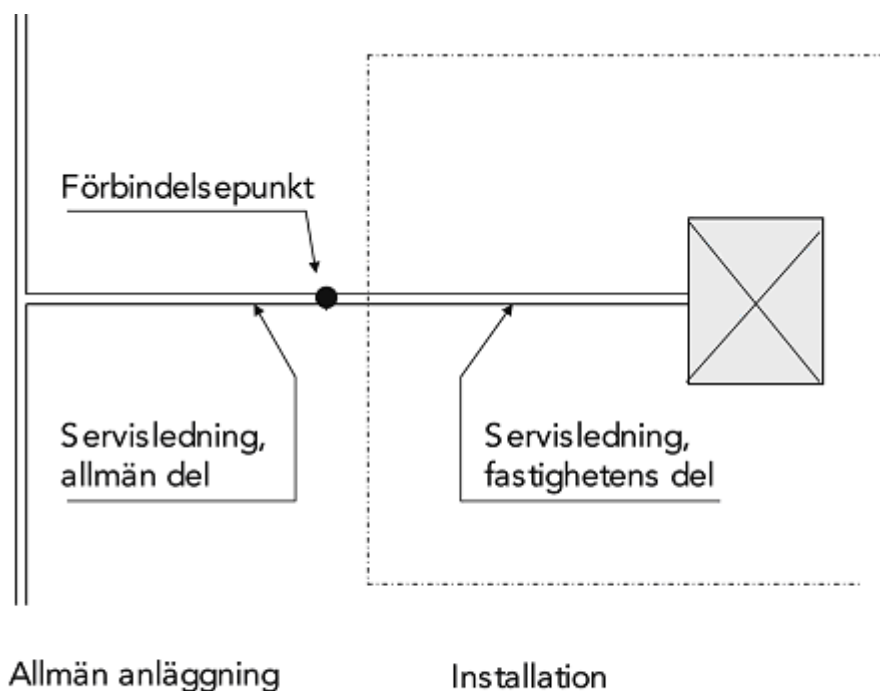 Förbindelsepunkt
Servisledning,
allmän del
Servisledning,
fastighetens del
Allmän anläggning
Installation